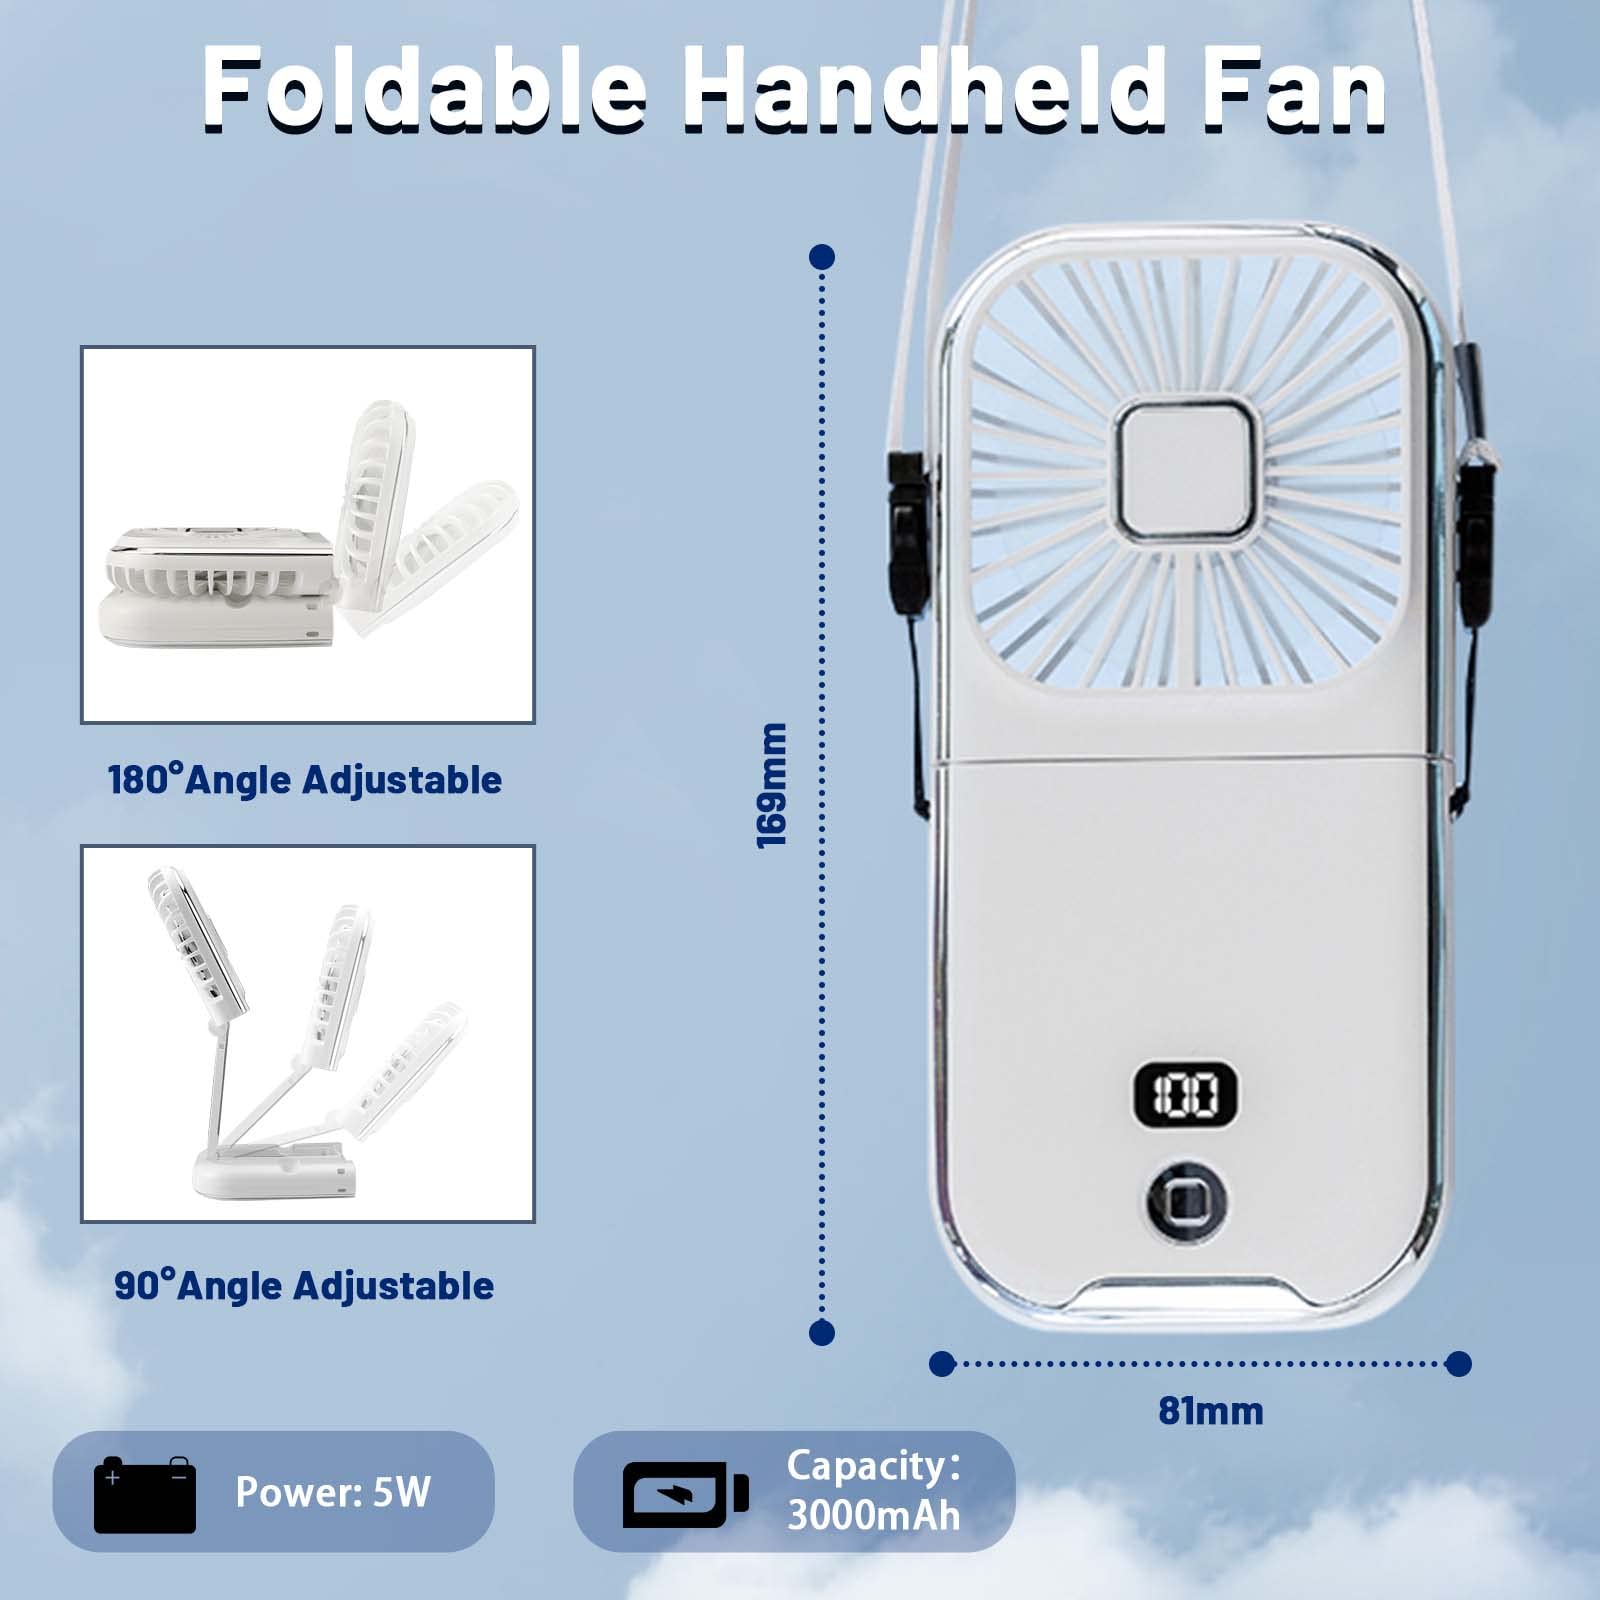 Foldable Handheld Fan
180°Angle Adjustable
90°Angle Adjustable
169mm
100
81mm
Power: 5W
Capacity:
3000mAh